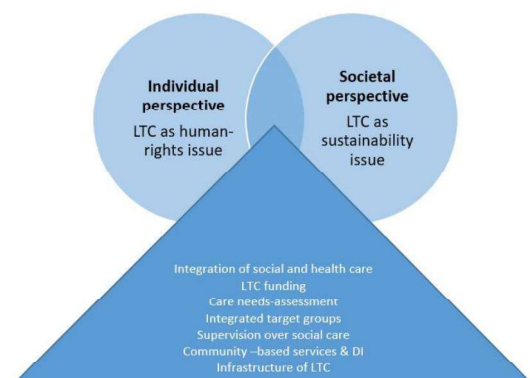 Individual
perspective
LTC as human-
rights issue
Societal
perspective
LTC as
sustainability
issue
Integration of social and health care
LTC funding
Care needs-assessment
Integrated target groups
Supervision over social care
Community –based services & DI
Infrastructure of LTC